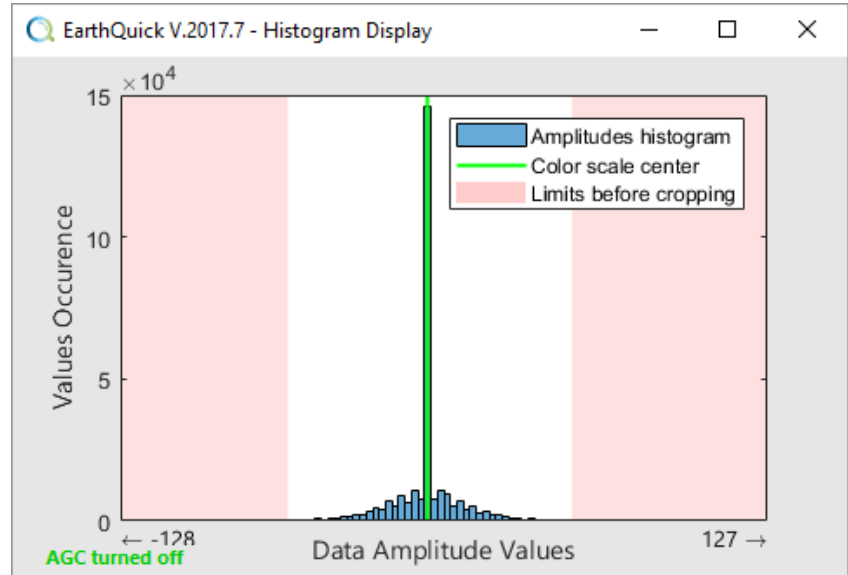 EarthQuick V.2017.7 - Histogram Display
×10⁴
15
Amplitudes histogram
Color scale center
Limits before cropping
10
5
0
Values Occurence
← -128
127 →
Data Amplitude Values
AGC turned off